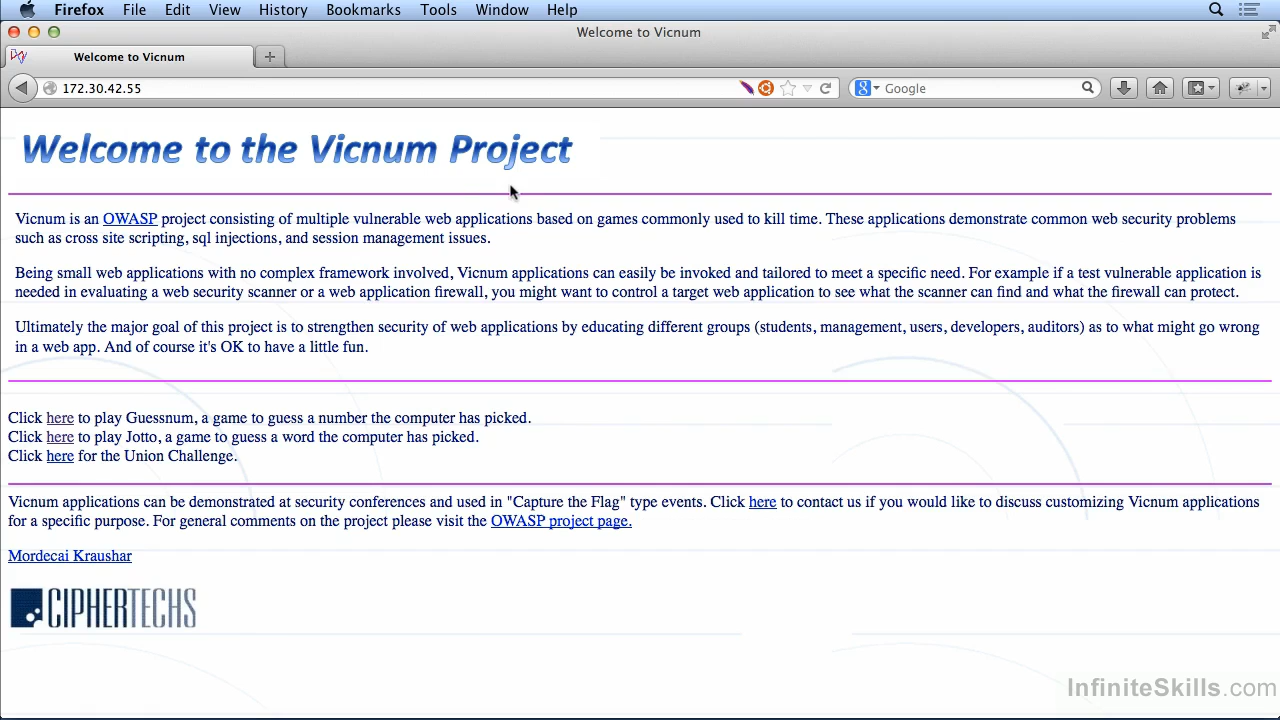 Firefox File Edit View History Bookmarks Tools Window Help
Welcome to Vicnum
Welcome to Vicnum
172.30.42.55
Google
Welcome to the Vicnum Project
Vicnum is an OWASP project consisting of multiple vulnerable web applications based on games commonly used to kill time. These applications demonstrate common web security problems
such as cross site scripting, sql injections, and session management issues.
Being small web applications with no complex framework involved, Vicnum applications can easily be invoked and tailored to meet a specific need. For example if a test vulnerable application is
needed in evaluating a web security scanner or a web application firewall, you might want to control a target web application to see what the scanner can find and what the firewall can protect.
Ultimately the major goal of this project is to strengthen security of web applications by educating different groups (students, management, users, developers, auditors) as to what might go wrong
in a web app. And of course it's OK to have a little fun.
Click here to play Guessnum, a game to guess a number the computer has picked.
Click here to play Jotto, a game to guess a word the computer has picked.
Click here for the Union Challenge.
Vicnum applications can be demonstrated at security conferences and used in "Capture the Flag" type events. Click here to contact us if you would like to discuss customizing Vicnum applications
for a specific purpose. For general comments on the project please visit the OWASP project page.
Mordecai Kraushar
CIPHERTECHS
InfiniteSkills.com